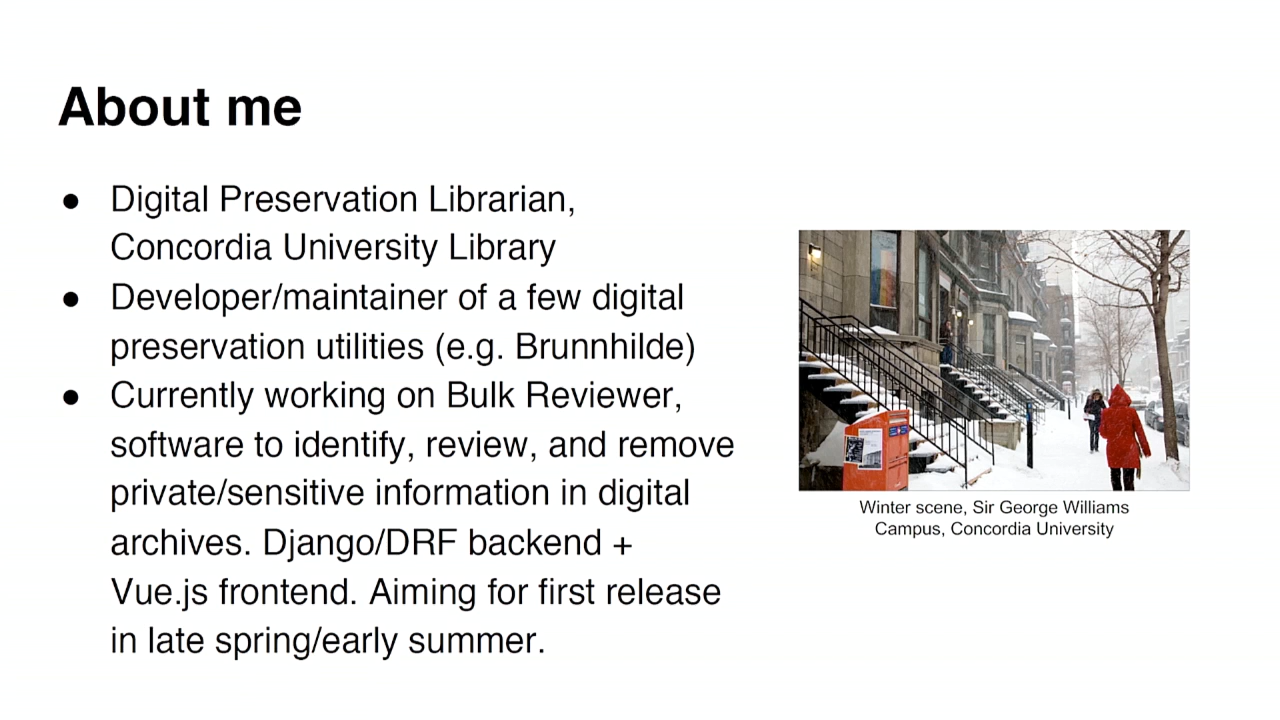 About me
● Digital Preservation Librarian,
Concordia University Library
● Developer/maintainer of a few digital
preservation utilities (e.g. Brunnhilde)
● Currently working on Bulk Reviewer,
software to identify, review, and remove
private/sensitive information in digital
archives. Django/DRF backend +
Vue.js frontend. Aiming for first release
in late spring/early summer.
Winter scene, Sir George Williams
Campus, Concordia University